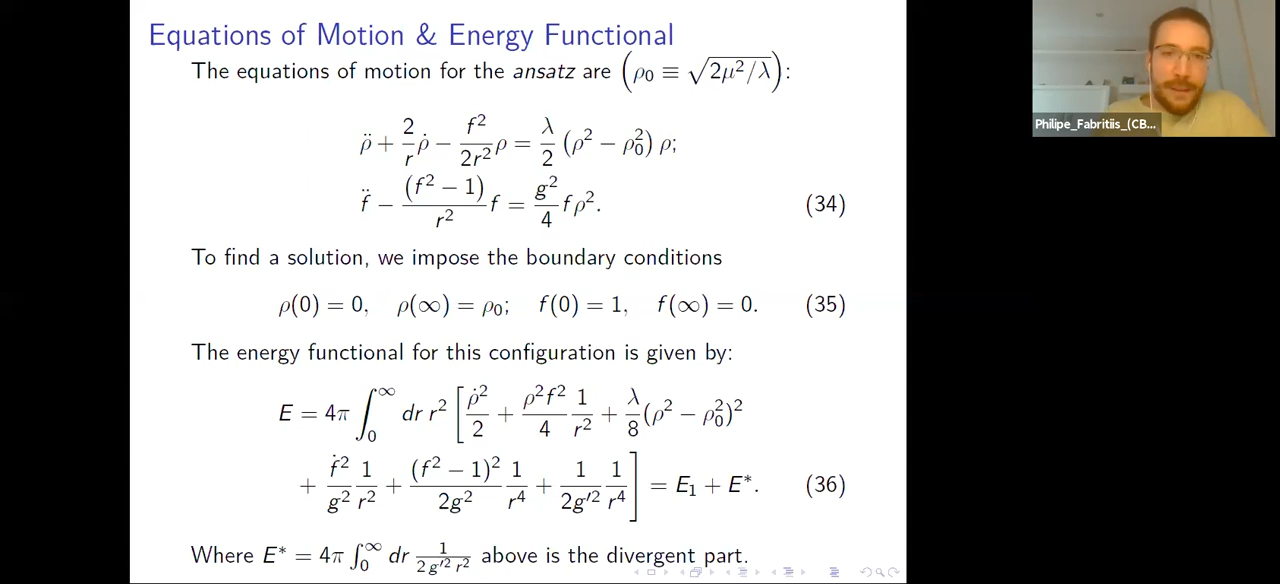 Equations of Motion & Energy Functional
The equations of motion for the ansatz are (ρ₀ ≡ √(2μ²/λ)):
ρ̈ + (2/r)ρ̇ − (f²/2r²)ρ = (λ/2)(ρ² − ρ₀²)ρ;
f̈ − ((f² − 1)/r²)f = (g²/4)fρ². (34)
To find a solution, we impose the boundary conditions
ρ(0) = 0, ρ(∞) = ρ₀; f(0) = 1, f(∞) = 0. (35)
The energy functional for this configuration is given by:
E = 4π ∫₀^∞ dr r² [ρ̇²/2 + (ρ²f²/4)(1/r²) + (λ/8)(ρ² − ρ₀²)²
+ (ḟ²/g²)(1/r²) + ((f² − 1)²/2g²)(1/r⁴) + (1/2g′²)(1/r⁴)] = E₁ + E*. (36)
Where E* = 4π ∫₀^∞ dr 1/(2g′²r²) above is the divergent part.
Philipe_Fabritiis_(CB...